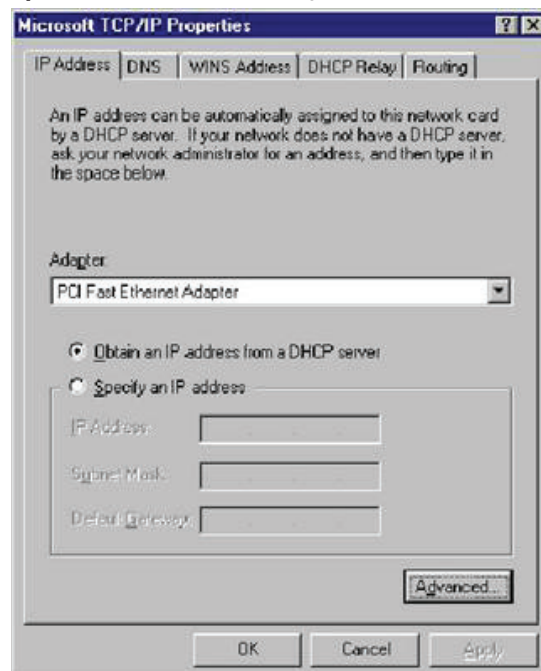 Microsoft TCP/IP Properties
IP Address DNS WINS Address DHCP Relay Routing
An IP address can be automatically assigned to this network card
by a DHCP server. If your network does not have a DHCP server,
ask your network administrator for an address, and then type it in
the space below.
Adapter:
PCI Fast Ethernet Adapter
Obtain an IP address from a DHCP server
Specify an IP address
IP Address:
Subnet Mask:
Default Gateway:
Advanced...
OK Cancel Apply